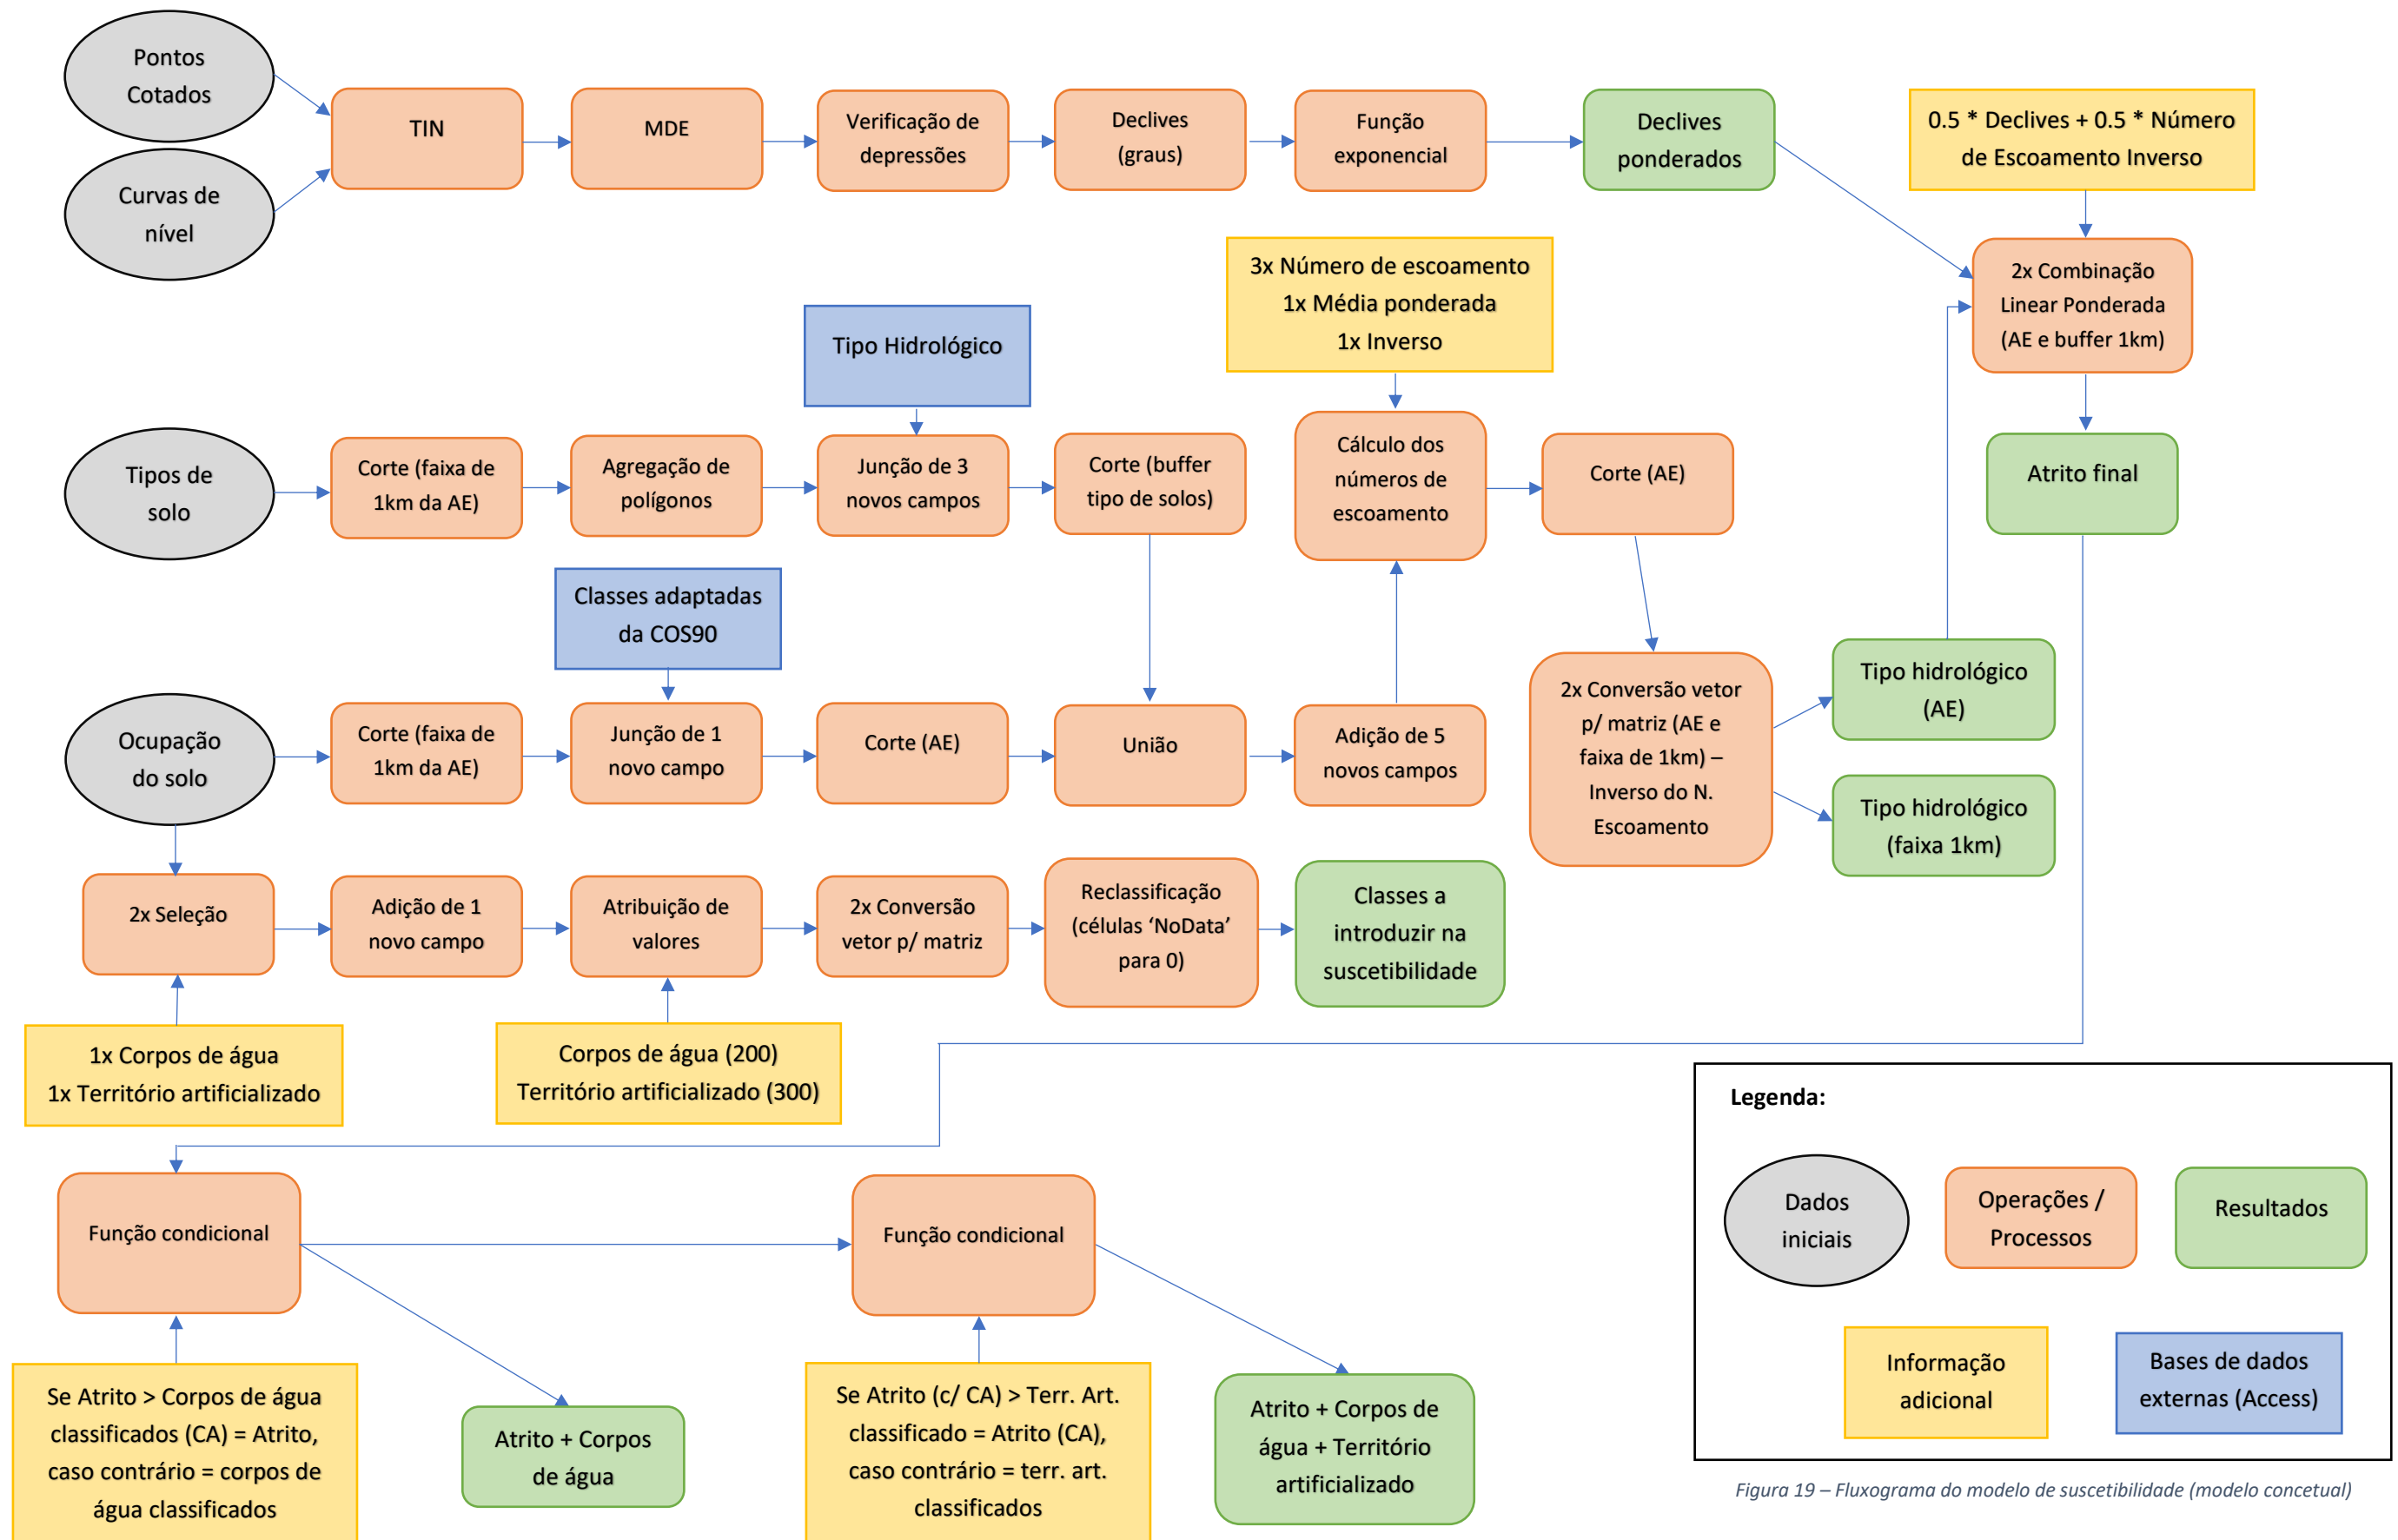 Pontos
Cotados
TIN
MDE
Verificação de
depressões
Declives
(graus)
Função
exponencial
Declives
ponderados
0.5 * Declives + 0.5 * Número
de Escoamento Inverso
Curvas de
nível
3x Número de escoamento
1x Média ponderada
1x Inverso
2x Combinação
Linear Ponderada
(AE e buffer 1km)
Tipo Hidrológico
Tipos de
solo
Corte (faixa de
1km da AE)
Agregação de
polígonos
Junção de 3
novos campos
Corte (buffer
tipo de solos)
Cálculo dos
números de
escoamento
Corte (AE)
Atrito final
Classes adaptadas
da COS90
Ocupação
do solo
Corte (faixa de
1km da AE)
Junção de 1
novo campo
Corte (AE)
União
Adição de 5
novos campos
2x Conversão vetor
p/ matriz (AE e
faixa de 1km) –
Inverso do N.
Escoamento
Tipo hidrológico
(AE)
Tipo hidrológico
(faixa 1km)
2x Seleção
Adição de 1
novo campo
Atribuição de
valores
2x Conversão
vetor p/ matriz
Reclassificação
(células ‘NoData’
para 0)
Classes a
introduzir na
suscetibilidade
1x Corpos de água
1x Território artificializado
Corpos de água (200)
Território artificializado (300)
Função condicional
Função condicional
Se Atrito > Corpos de água
classificados (CA) = Atrito,
caso contrário = corpos de
água classificados
Atrito + Corpos
de água
Se Atrito (c/ CA) > Terr. Art.
classificado = Atrito (CA),
caso contrário = terr. art.
classificados
Atrito + Corpos de
água + Território
artificializado
Legenda:
Dados
iniciais
Operações /
Processos
Resultados
Informação
adicional
Bases de dados
externas (Access)
Figura 19 – Fluxograma do modelo de suscetibilidade (modelo concetual)